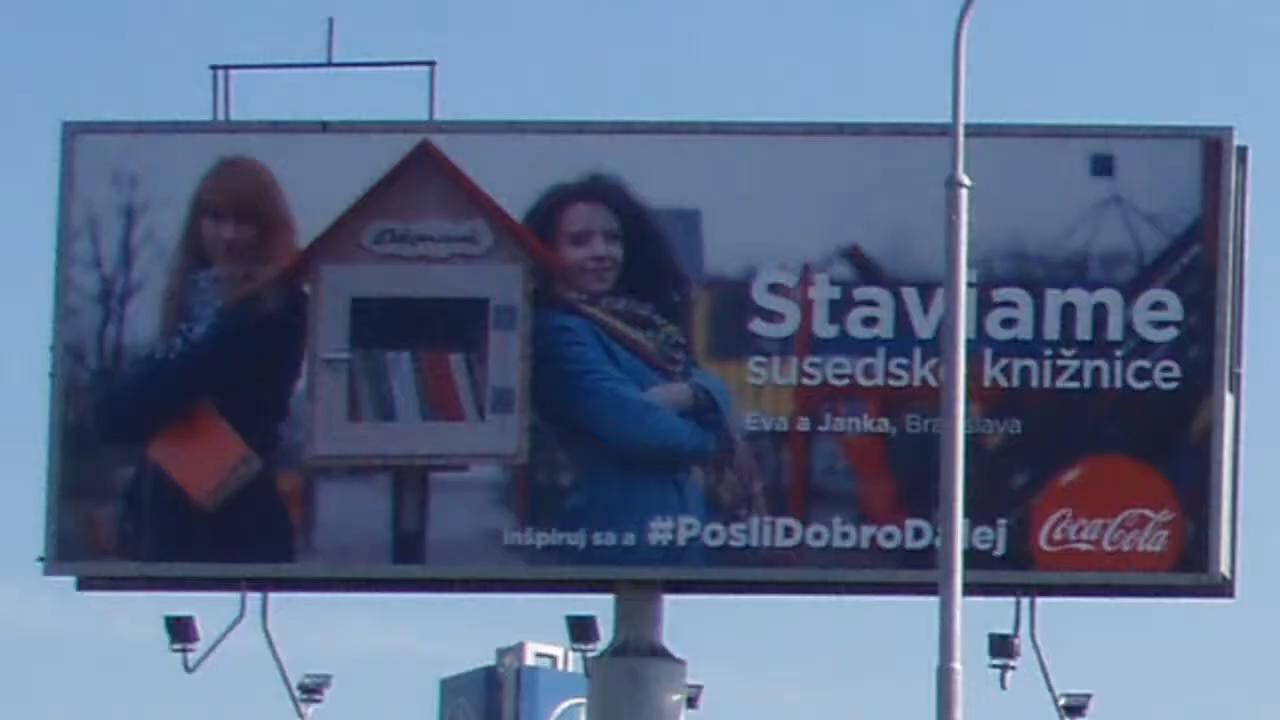 Staviame
susedské knižnice
Eva a Janka, Bratislava
Inšpiruj sa a #PosliDobroDalej
Coca-Cola